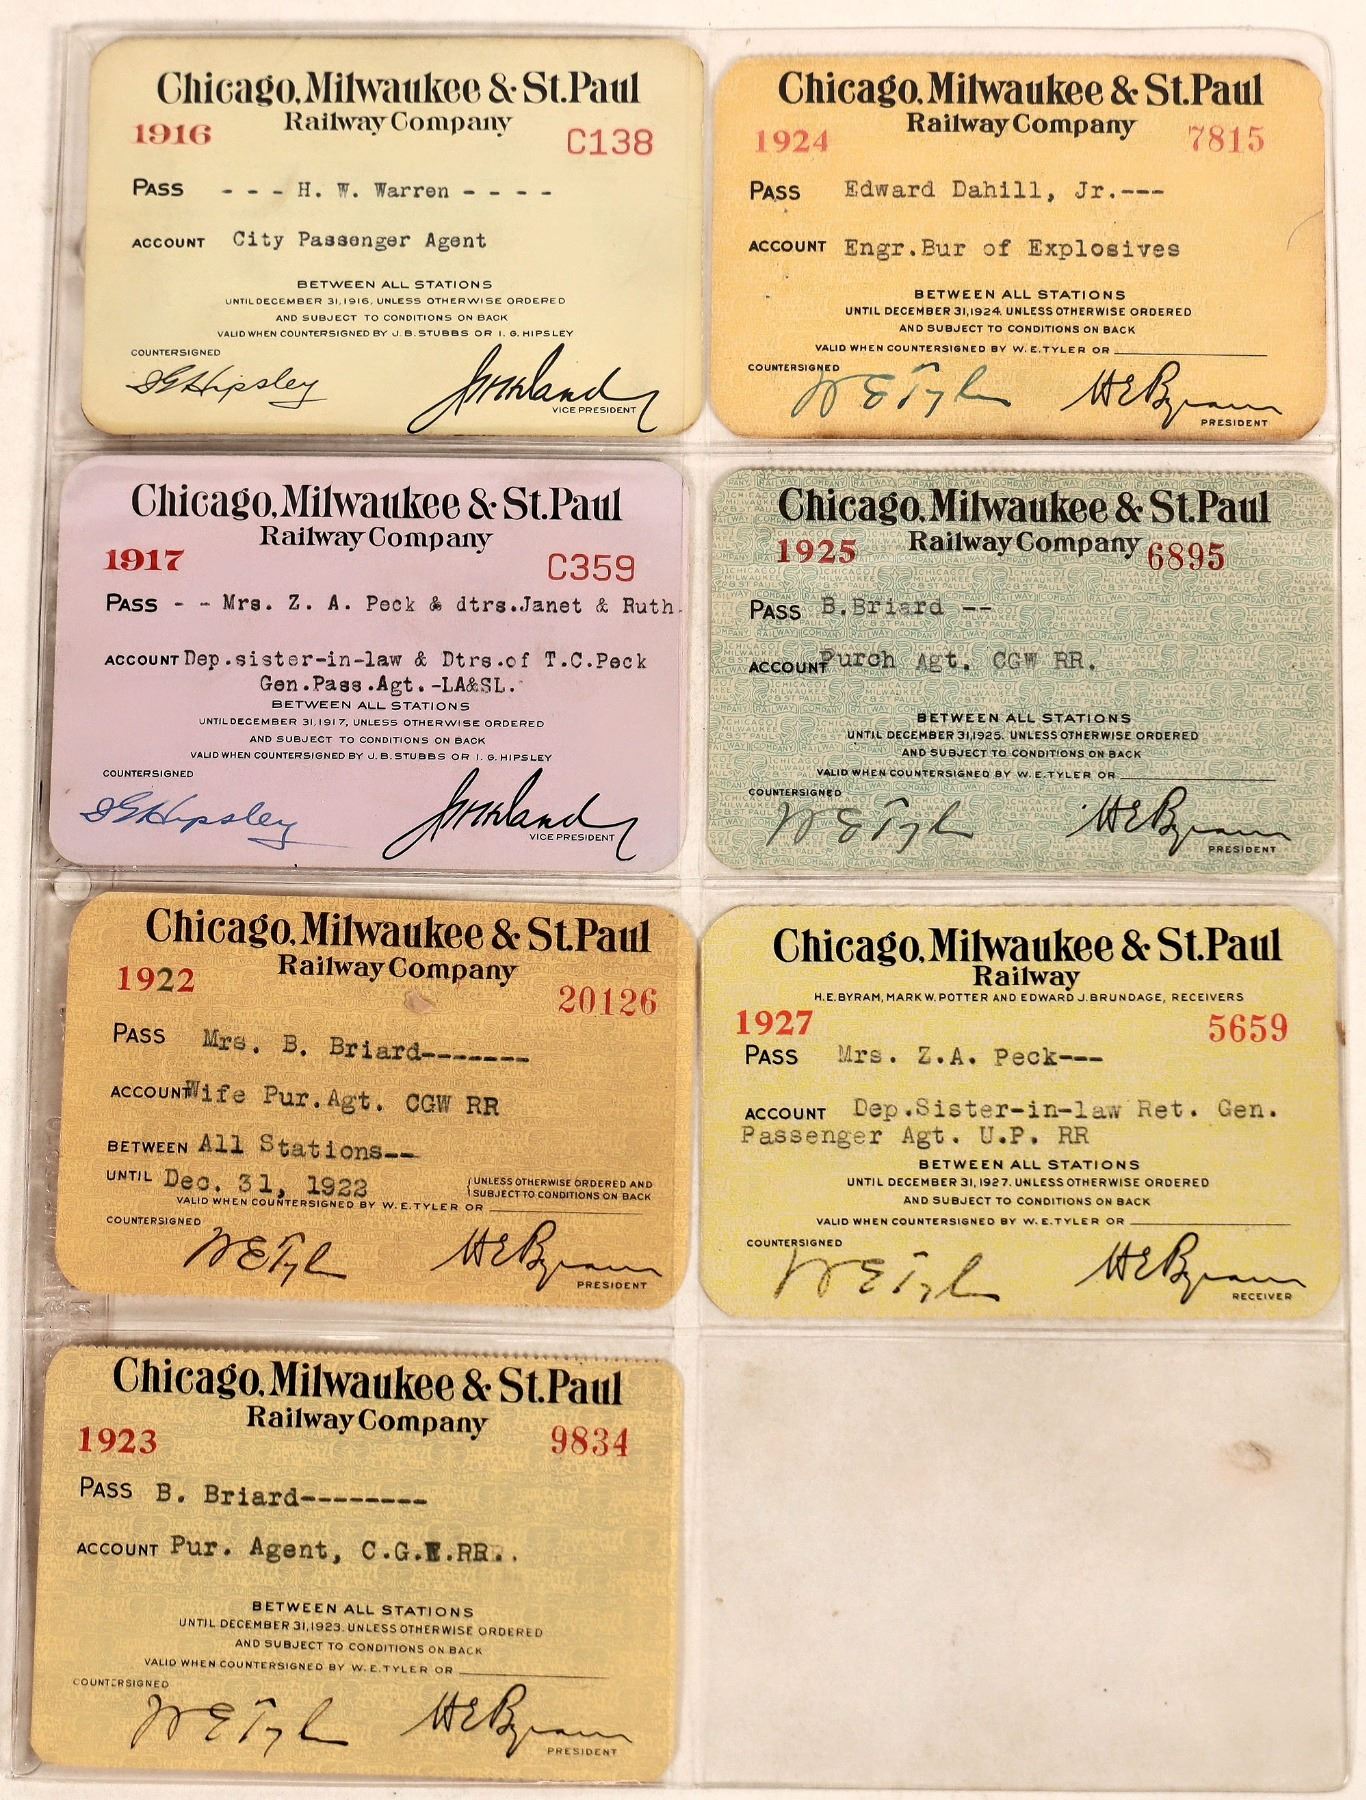 Chicago, Milwaukee & St. Paul
Railway Company
1916
C138
PASS - - - H. W. Warren - - - -
ACCOUNT City Passenger Agent
BETWEEN ALL STATIONS
UNTIL DECEMBER 31, 1916, UNLESS OTHERWISE ORDERED
AND SUBJECT TO CONDITIONS ON BACK
VALID WHEN COUNTERSIGNED BY J. B. STUBBS OR I. G. HIPSLEY
COUNTERSIGNED
I G Hipsley
VICE PRESIDENT
Chicago, Milwaukee & St. Paul
Railway Company
1917
C359
PASS - - Mrs. Z. A. Peck & dtrs.Janet & Ruth.
ACCOUNT Dep.sister-in-law & Dtrs.of T.C.Peck
Gen.Pass.Agt.-LA&SL.
BETWEEN ALL STATIONS
UNTIL DECEMBER 31, 1917, UNLESS OTHERWISE ORDERED
AND SUBJECT TO CONDITIONS ON BACK
VALID WHEN COUNTERSIGNED BY J. B. STUBBS OR I. G. HIPSLEY
COUNTERSIGNED
I G Hipsley
VICE PRESIDENT
Chicago, Milwaukee & St. Paul
Railway Company
1922
20126
PASS Mrs. B. Briard-------
ACCOUNT Wife Pur.Agt. CGW RR
BETWEEN All Stations--
UNTIL Dec. 31, 1922
UNLESS OTHERWISE ORDERED AND
SUBJECT TO CONDITIONS ON BACK
VALID WHEN COUNTERSIGNED BY W. E. TYLER OR
COUNTERSIGNED
W E Tyler
H E Byram
PRESIDENT
Chicago, Milwaukee & St. Paul
Railway Company
1923
9834
PASS B. Briard--------
ACCOUNT Pur. Agent, C.G.W.RR..
BETWEEN ALL STATIONS
UNTIL DECEMBER 31, 1923. UNLESS OTHERWISE ORDERED
AND SUBJECT TO CONDITIONS ON BACK
VALID WHEN COUNTERSIGNED BY W. E. TYLER OR
COUNTERSIGNED
W E Tyler
H E Byram
PRESIDENT
Chicago, Milwaukee & St. Paul
Railway Company
1924
7815
PASS Edward Dahill, Jr.---
ACCOUNT Engr.Bur of Explosives
BETWEEN ALL STATIONS
UNTIL DECEMBER 31, 1924. UNLESS OTHERWISE ORDERED
AND SUBJECT TO CONDITIONS ON BACK
VALID WHEN COUNTERSIGNED BY W. E. TYLER OR
COUNTERSIGNED
W E Tyler
H E Byram
PRESIDENT
Chicago, Milwaukee & St. Paul
Railway Company
1925
6895
PASS B.Briard --
ACCOUNT Purch Agt. CGW RR.
BETWEEN ALL STATIONS
UNTIL DECEMBER 31, 1925. UNLESS OTHERWISE ORDERED
AND SUBJECT TO CONDITIONS ON BACK
VALID WHEN COUNTERSIGNED BY W. E. TYLER OR
COUNTERSIGNED
W E Tyler
H E Byram
PRESIDENT
Chicago, Milwaukee & St. Paul
Railway
H. E. BYRAM, MARK W. POTTER AND EDWARD J. BRUNDAGE, RECEIVERS
1927
5659
PASS Mrs. Z.A. Peck---
ACCOUNT Dep.Sister-in-law Ret. Gen.
Passenger Agt. U.P. RR
BETWEEN ALL STATIONS
UNTIL DECEMBER 31, 1927. UNLESS OTHERWISE ORDERED
AND SUBJECT TO CONDITIONS ON BACK
VALID WHEN COUNTERSIGNED BY W. E. TYLER OR
COUNTERSIGNED
W E Tyler
H E Byram
RECEIVER